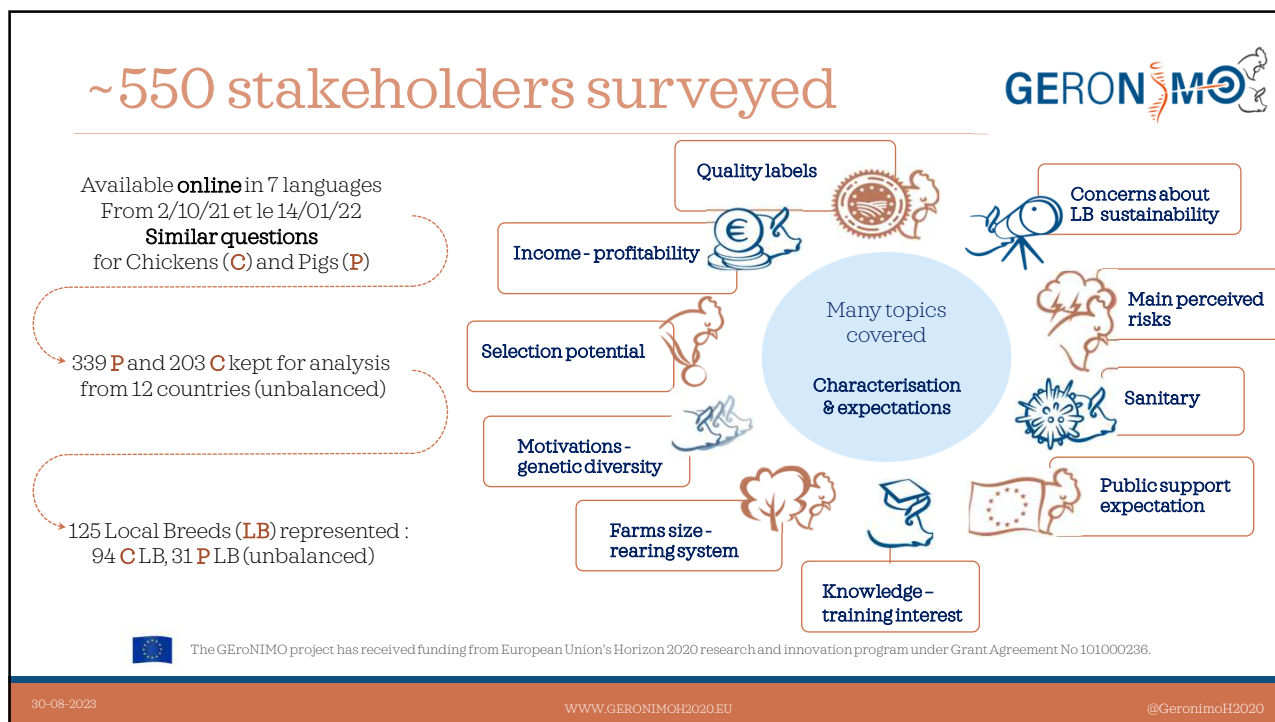 ~550 stakeholders surveyed
GERONIMO
Available online in 7 languages
From 2/10/21 et le 14/01/22
Similar questions
for Chickens (C) and Pigs (P)
339 P and 203 C kept for analysis
from 12 countries (unbalanced)
125 Local Breeds (LB) represented :
94 C LB, 31 P LB (unbalanced)
Quality labels
Income - profitability
Selection potential
Motivations -
genetic diversity
Farms size -
rearing system
Knowledge –
training interest
Public support
expectation
Sanitary
Main perceived
risks
Concerns about
LB sustainability
Many topics
covered
Characterisation
& expectations
€
The GEroNIMO project has received funding from European Union's Horizon 2020 research and innovation program under Grant Agreement No 101000236.
30-08-2023
WWW.GERONIMOH2020.EU
@GeronimoH2020